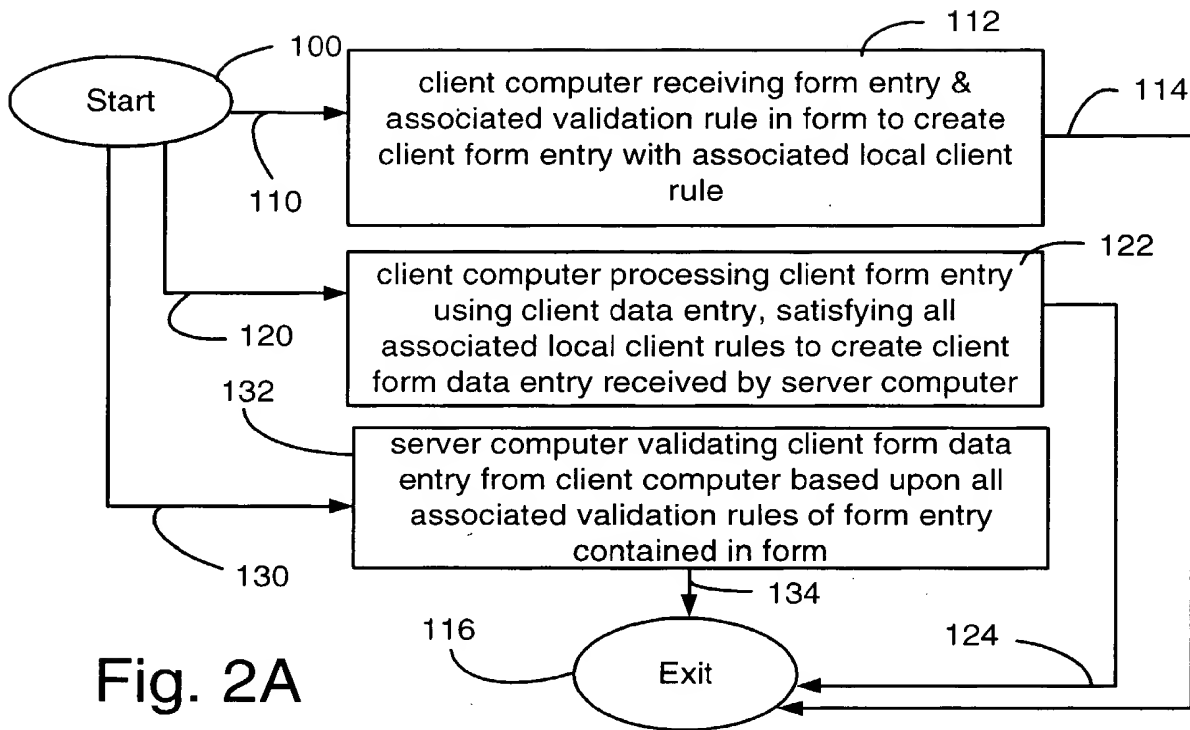 112
100
Start
client computer receiving form entry &
associated validation rule in form to create
client form entry with associated local client
rule
114
110
122
client computer processing client form entry
using client data entry, satisfying all
associated local client rules to create client
form data entry received by server computer
120
132
server computer validating client form data
entry from client computer based upon all
associated validation rules of form entry
contained in form
130
134
116
124
Exit
Fig. 2A